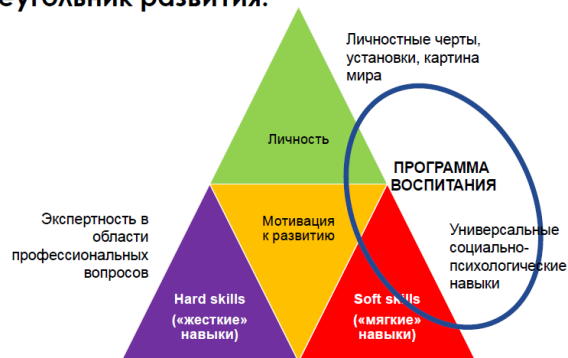 еугольник развития.
Личностные черты,
установки, картина
мира
Личность
ПРОГРАММА
ВОСПИТАНИЯ
Экспертность в
области
профессиональных
вопросов
Мотивация
к развитию
Универсальные
социально-
психологические
навыки
Hard skills
(«жесткие»
навыки)
Soft skills
(«мягкие»
навыки)